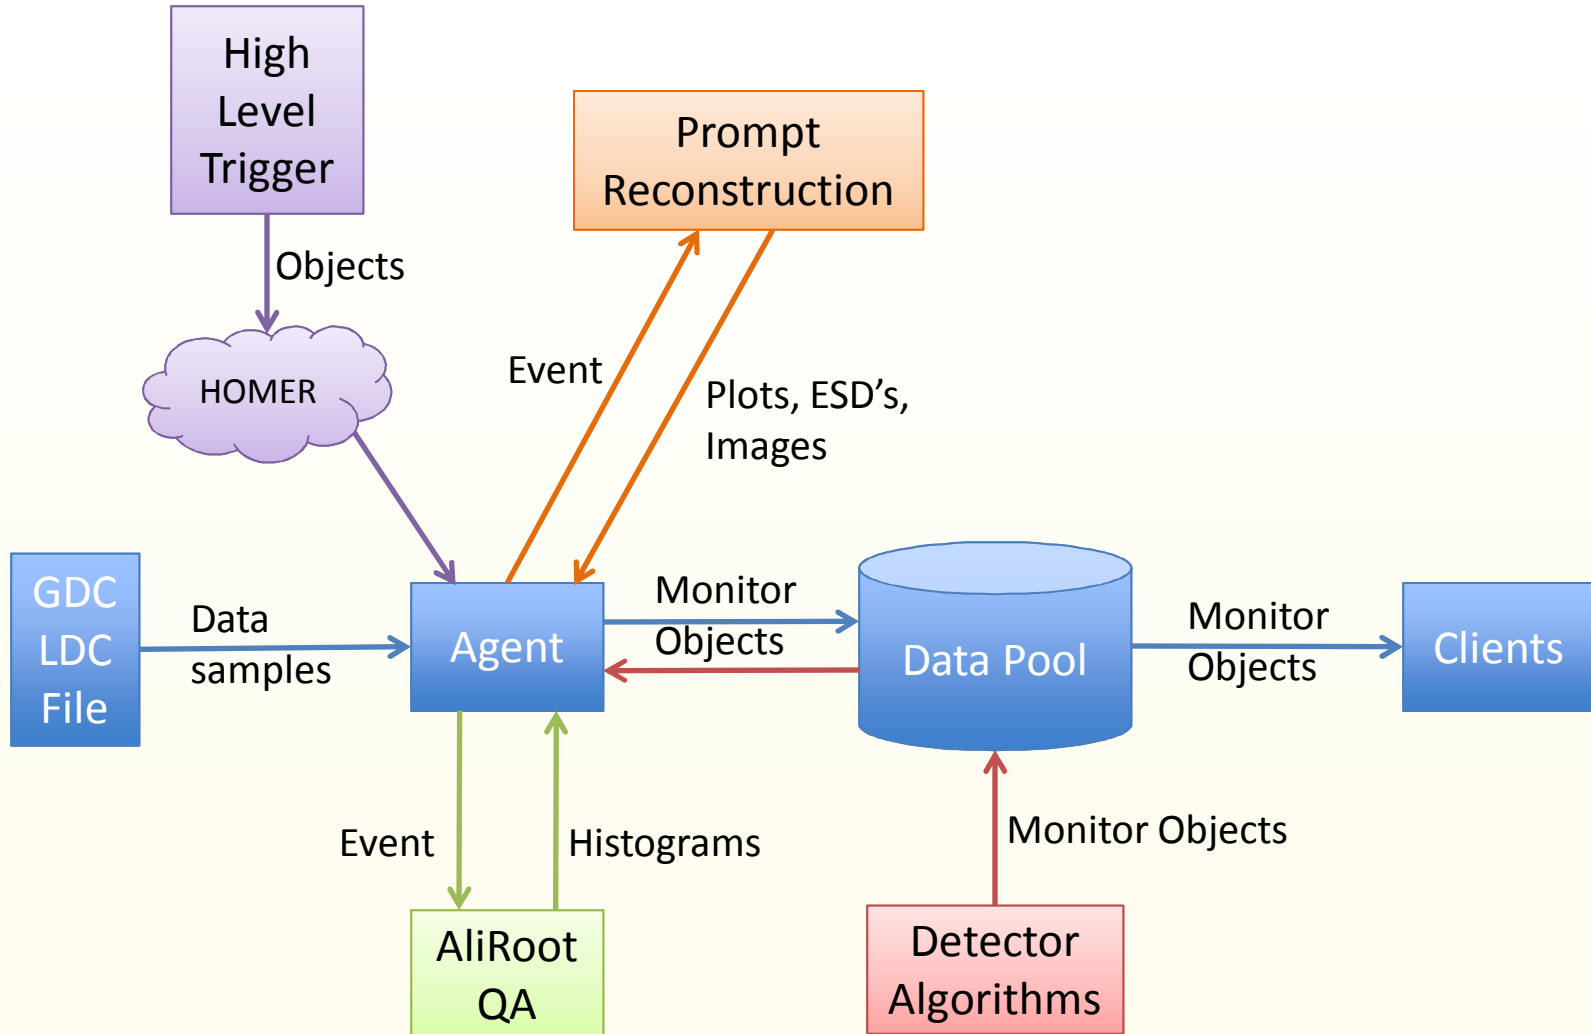 High
Level
Trigger
Prompt
Reconstruction
Objects
HOMER
Event
Plots, ESD’s,
Images
GDC
LDC
File
Data
samples
Agent
Monitor
Objects
Data Pool
Monitor
Objects
Clients
Event
Histograms
Monitor Objects
AliRoot
QA
Detector
Algorithms